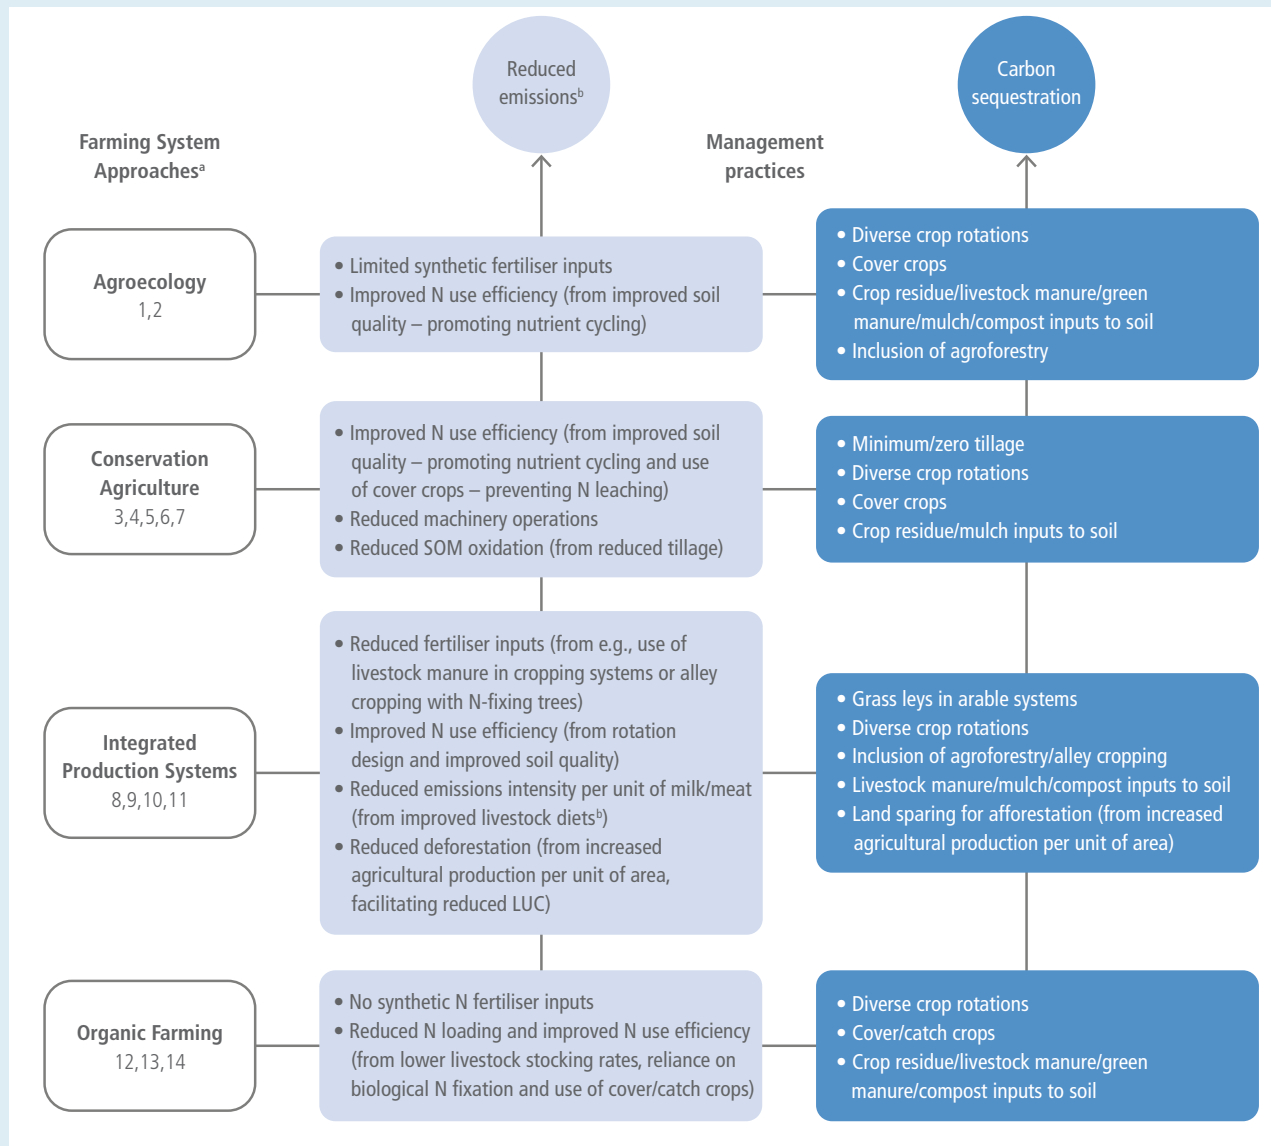 Reduced
emissionsᵇ
Carbon
sequestration
Farming System
Approachesᵃ
Management
practices
Agroecology
1,2
• Limited synthetic fertiliser inputs
• Improved N use efficiency (from improved soil
quality – promoting nutrient cycling)
• Diverse crop rotations
• Cover crops
• Crop residue/livestock manure/green
manure/mulch/compost inputs to soil
• Inclusion of agroforestry
Conservation
Agriculture
3,4,5,6,7
• Improved N use efficiency (from improved soil
quality – promoting nutrient cycling and use
of cover crops – preventing N leaching)
• Reduced machinery operations
• Reduced SOM oxidation (from reduced tillage)
• Minimum/zero tillage
• Diverse crop rotations
• Cover crops
• Crop residue/mulch inputs to soil
Integrated
Production Systems
8,9,10,11
• Reduced fertiliser inputs (from e.g., use of
livestock manure in cropping systems or alley
cropping with N-fixing trees)
• Improved N use efficiency (from rotation
design and improved soil quality)
• Reduced emissions intensity per unit of milk/meat
(from improved livestock dietsᵇ)
• Reduced deforestation (from increased
agricultural production per unit of area,
facilitating reduced LUC)
• Grass leys in arable systems
• Diverse crop rotations
• Inclusion of agroforestry/alley cropping
• Livestock manure/mulch/compost inputs to soil
• Land sparing for afforestation (from increased
agricultural production per unit of area)
Organic Farming
12,13,14
• No synthetic N fertiliser inputs
• Reduced N loading and improved N use efficiency
(from lower livestock stocking rates, reliance on
biological N fixation and use of cover/catch crops)
• Diverse crop rotations
• Cover/catch crops
• Crop residue/livestock manure/green
manure/compost inputs to soil